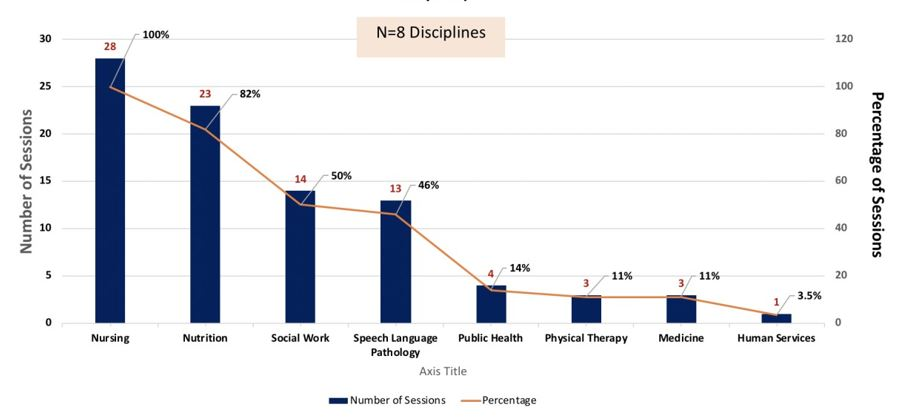 N=8 Disciplines
30
25
20
15
10
5
0
Number of Sessions
120
100
80
60
40
20
0
Percentage of Sessions
28
100%
23
82%
14
50%
13
46%
4
14%
3
11%
3
11%
1
3.5%
Nursing
Nutrition
Social Work
Speech Language
Pathology
Public Health
Physical Therapy
Medicine
Human Services
Axis Title
Number of Sessions
Percentage